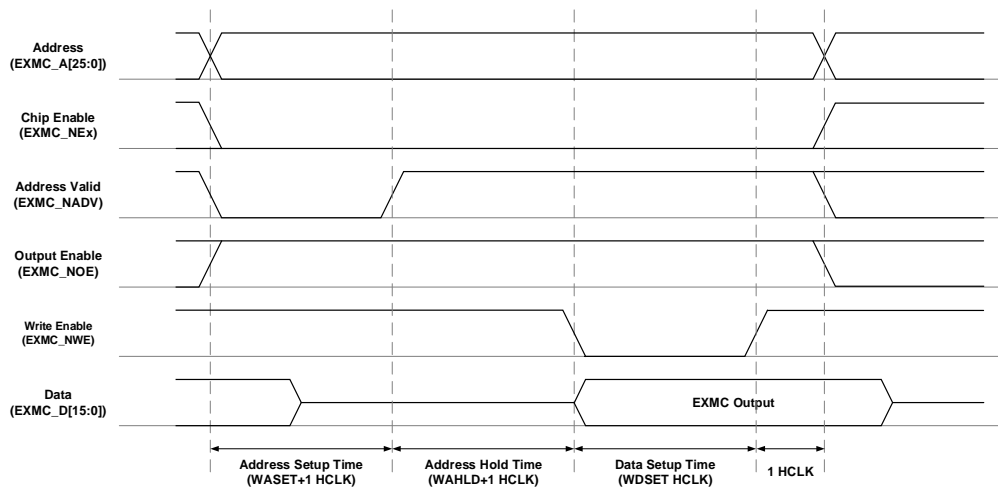 Address
(EXMC_A[25:0])
Chip Enable
(EXMC_NEx)
Address Valid
(EXMC_NADV)
Output Enable
(EXMC_NOE)
Write Enable
(EXMC_NWE)
Data
(EXMC_D[15:0])
EXMC Output
Address Setup Time
(WASET+1 HCLK)
Address Hold Time
(WAHLD+1 HCLK)
Data Setup Time
(WDSET HCLK)
1 HCLK